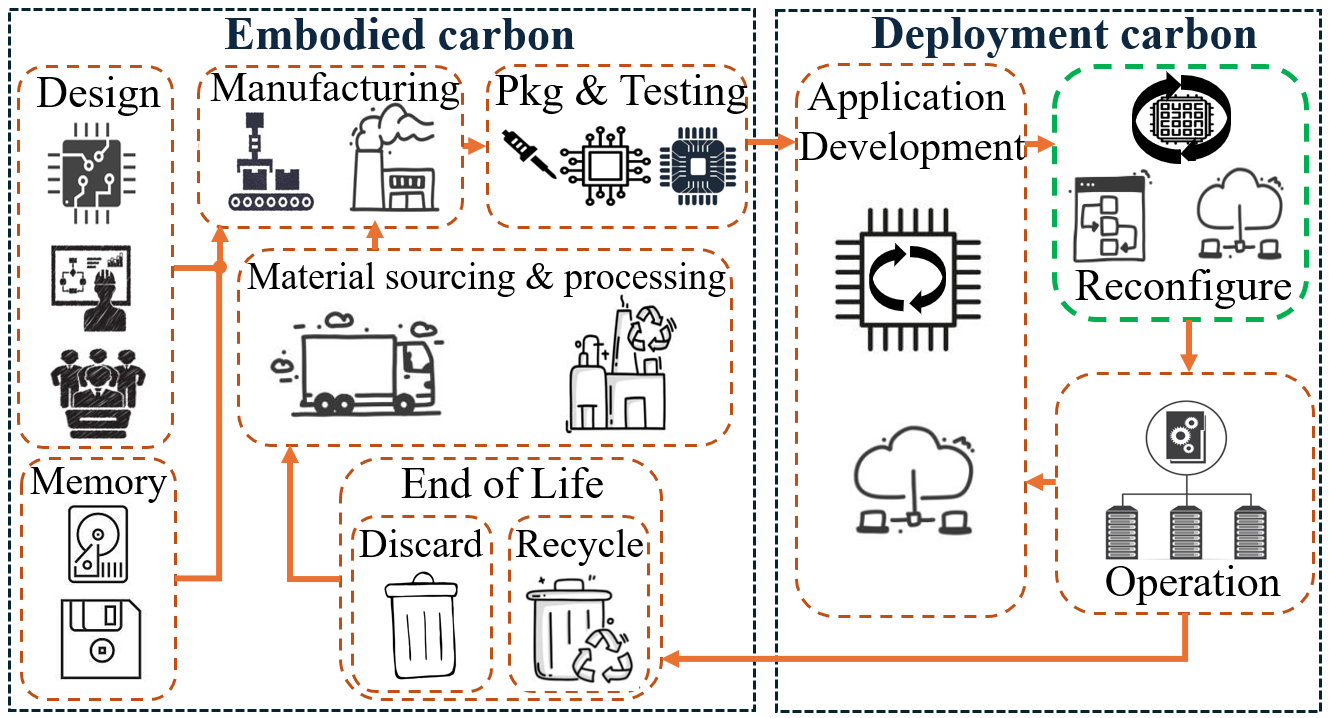 Embodied carbon
Design
Manufacturing
Pkg & Testing
Material sourcing & processing
Memory
End of Life
Discard
Recycle
Deployment carbon
Application
Development
Reconfigure
Operation